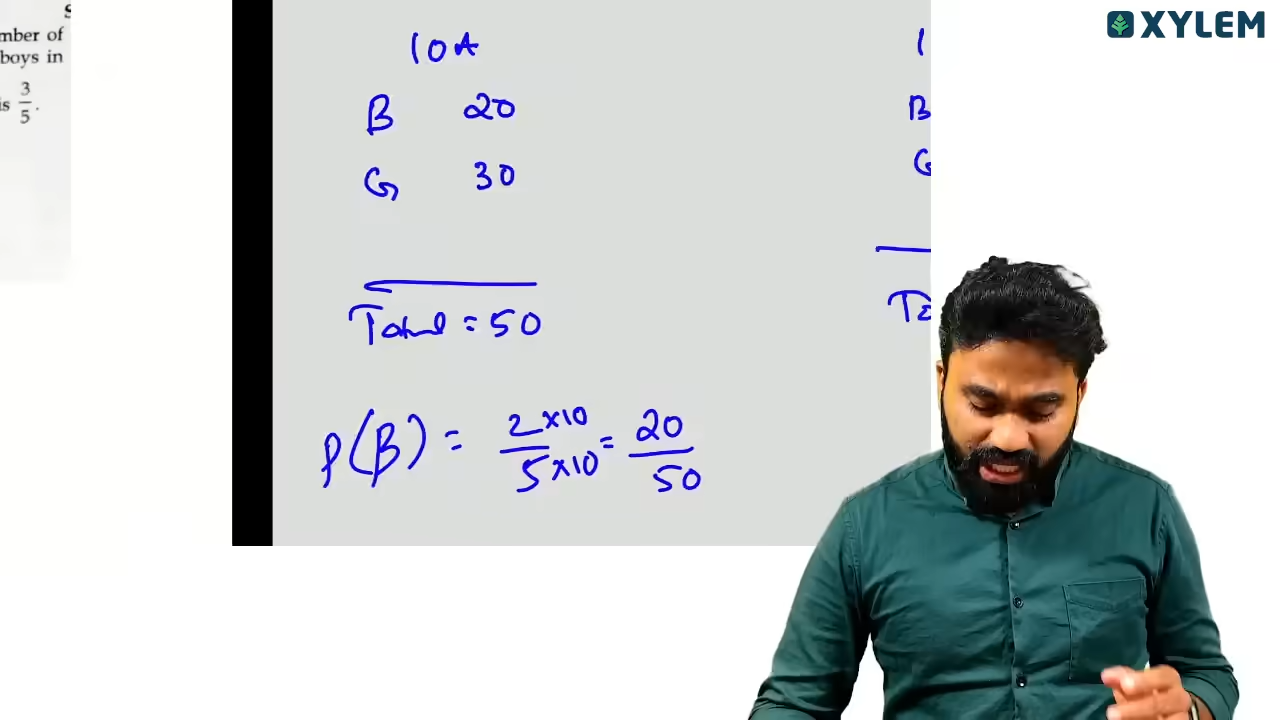 XYLEM
mber of
boys in
is 3/5.
10A
B 20
G 30
Total = 50
P(B) = 2×10/5×10 = 20/50
B
G